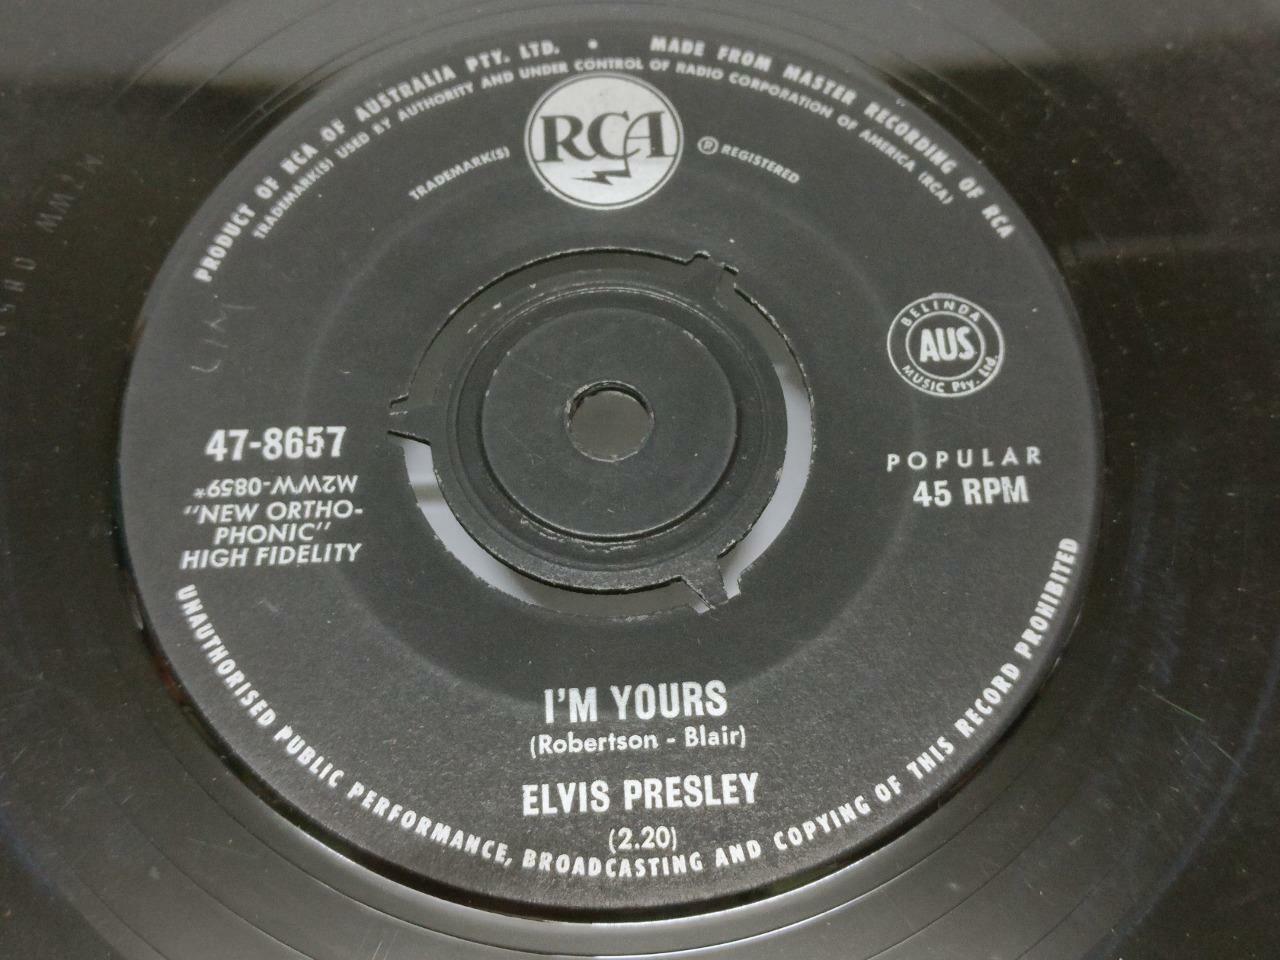 PRODUCT OF RCA OF AUSTRALIA PTY. LTD. • MADE FROM MASTER RECORDING OF RCA
TRADEMARK(S) USED BY AUTHORITY AND UNDER CONTROL OF RADIO CORPORATION OF AMERICA (RCA)
TRADEMARK(S) RCA ® REGISTERED
BELINDA
AUS
MUSIC Pty. Ltd.
47-8657
M2WW-0859*
"NEW ORTHO-
PHONIC"
HIGH FIDELITY
POPULAR
45 RPM
I'M YOURS
(Robertson - Blair)
ELVIS PRESLEY
(2.20)
UNAUTHORISED PUBLIC PERFORMANCE, BROADCASTING AND COPYING OF THIS RECORD PROHIBITED